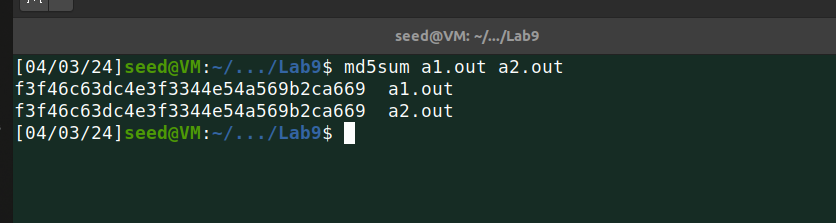 seed@VM: ~/.../Lab9
[04/03/24]seed@VM:~/.../Lab9$ md5sum a1.out a2.out
f3f46c63dc4e3f3344e54a569b2ca669  a1.out
f3f46c63dc4e3f3344e54a569b2ca669  a2.out
[04/03/24]seed@VM:~/.../Lab9$